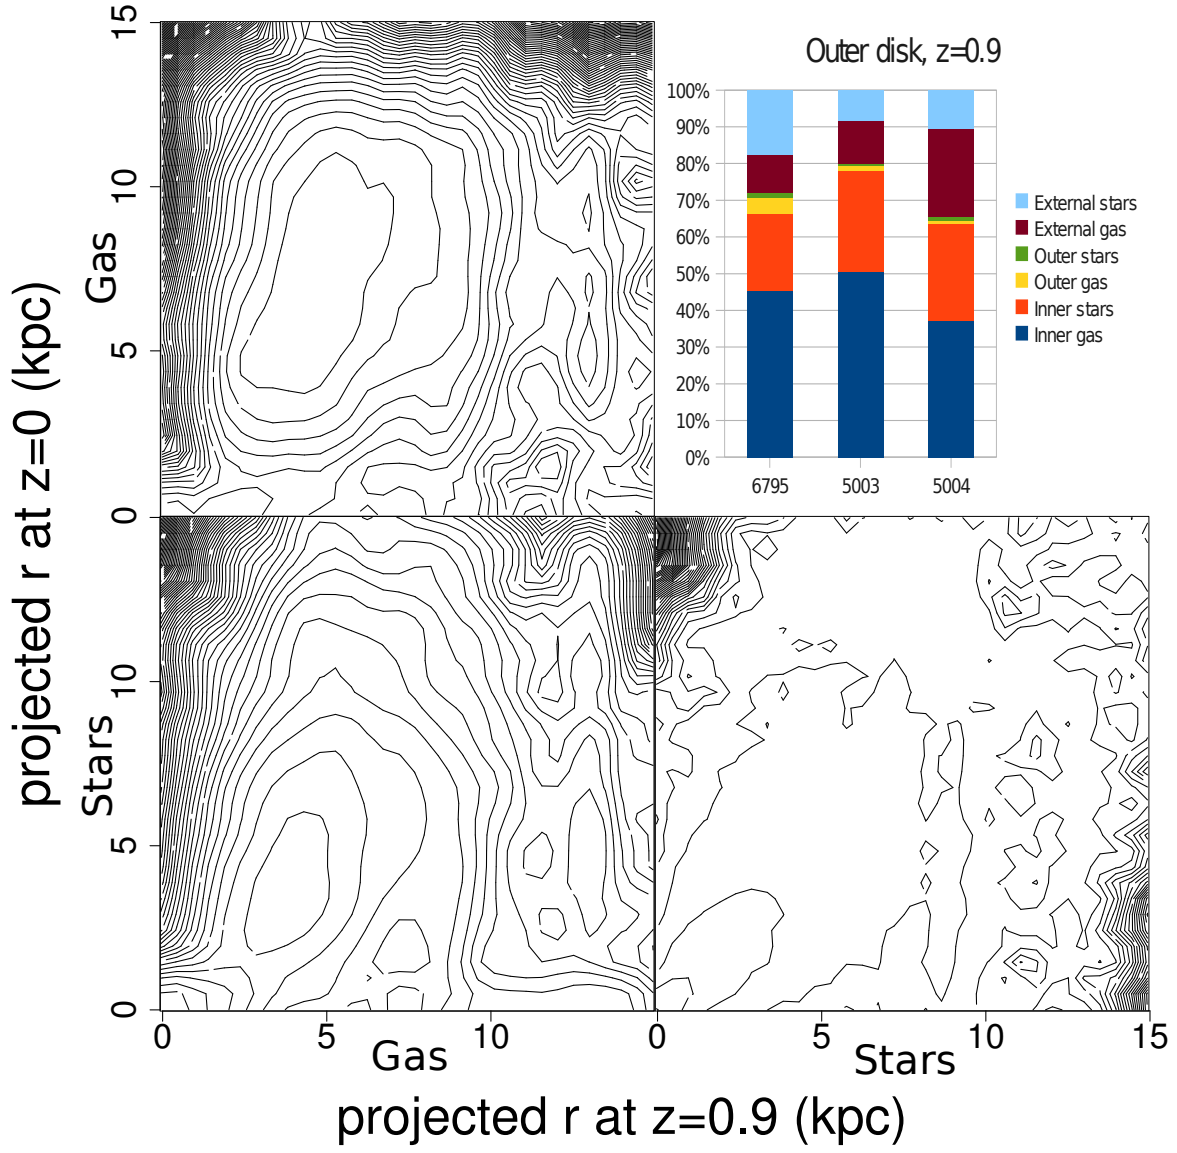 Outer disk, z=0.9
100%
90%
80%
70%
60%
50%
40%
30%
20%
10%
0%
6795 5003 5004
External stars
External gas
Outer stars
Outer gas
Inner stars
Inner gas
projected r at z=0 (kpc)
Gas
15
10
5
0
Stars
10
5
0
0 5 10 0 5 10 15
Gas Stars
projected r at z=0.9 (kpc)